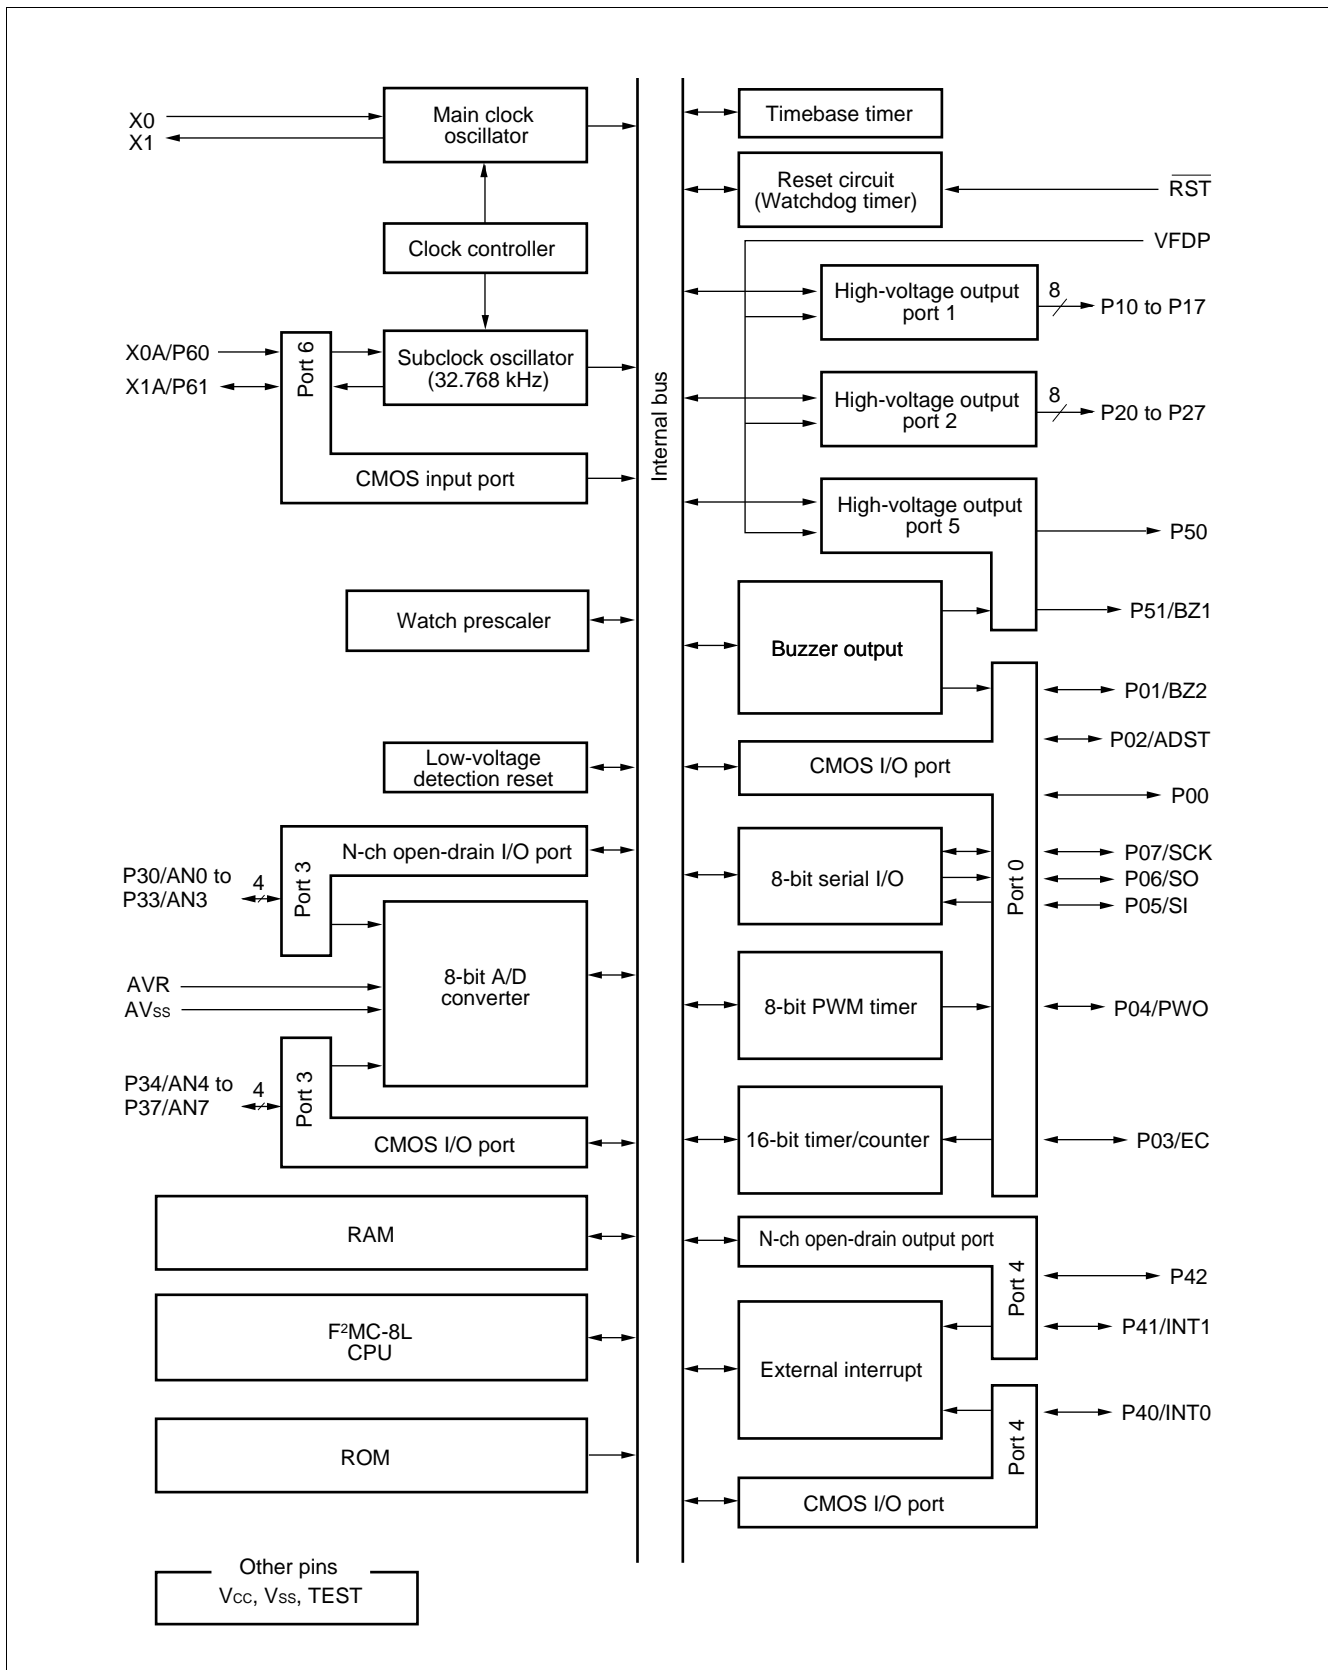 X0
X1
Main clock
oscillator
Clock controller
X0A/P60
X1A/P61
Port 6
Subclock oscillator
(32.768 kHz)
CMOS input port
Watch prescaler
Low-voltage
detection reset
N-ch open-drain I/O port
P30/AN0 to
P33/AN3
4
Port 3
AVR
AVss
8-bit A/D
converter
P34/AN4 to
P37/AN7
4
Port 3
CMOS I/O port
RAM
F²MC-8L
CPU
ROM
Other pins
Vcc, Vss, TEST
Internal bus
Timebase timer
Reset circuit
(Watchdog timer)
RST
VFDP
High-voltage output
port 1
8
P10 to P17
High-voltage output
port 2
8
P20 to P27
High-voltage output
port 5
P50
P51/BZ1
Buzzer output
P01/BZ2
P02/ADST
CMOS I/O port
P00
8-bit serial I/O
Port 0
P07/SCK
P06/SO
P05/SI
8-bit PWM timer
P04/PWO
16-bit timer/counter
P03/EC
N-ch open-drain output port
Port 4
P42
P41/INT1
External interrupt
Port 4
P40/INT0
CMOS I/O port